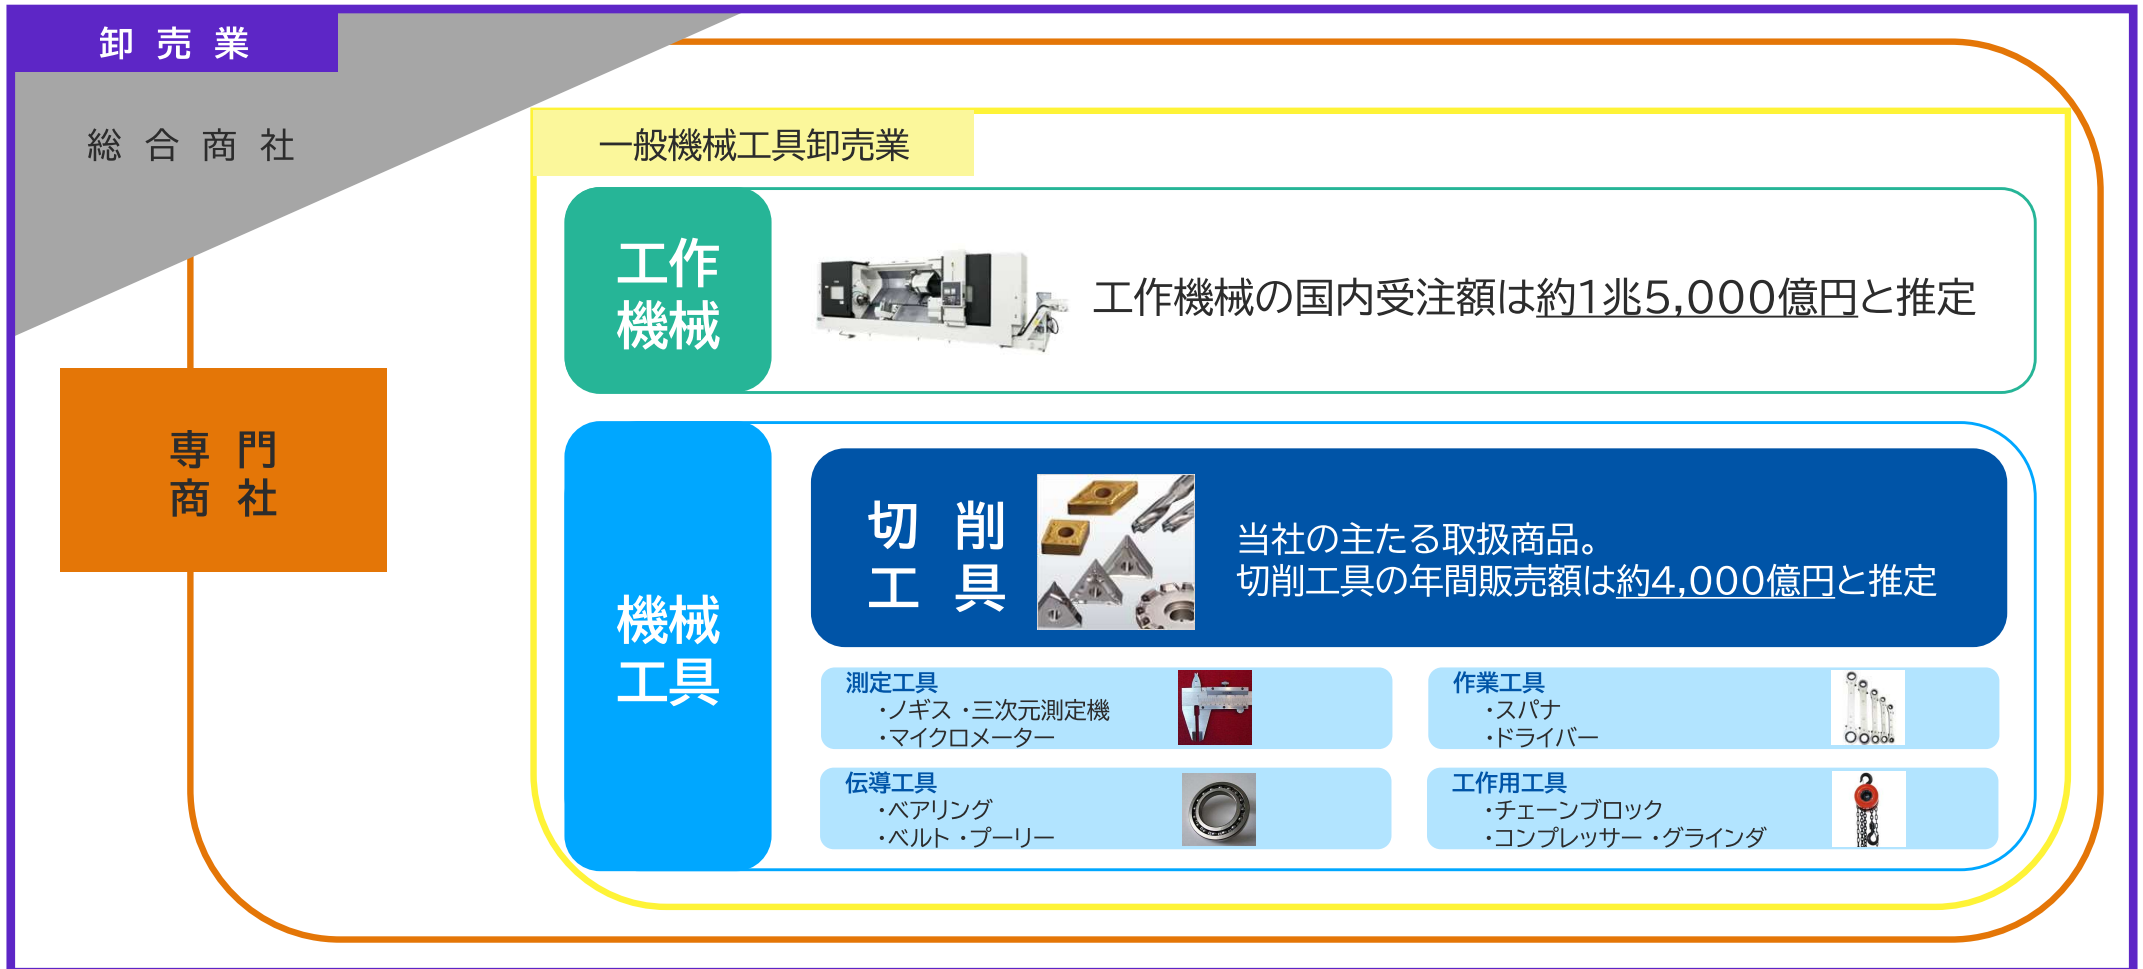 卸売業
総合商社
一般機械工具卸売業
工作
機械
工作機械の国内受注額は約1兆5,000億円と推定
専門
商社
機械
工具
切削
工具
当社の主たる取扱商品。
切削工具の年間販売額は約4,000億円と推定
測定工具
・ノギス ・三次元測定機
・マイクロメーター
作業工具
・スパナ
・ドライバー
伝導工具
・ベアリング
・ベルト ・プーリー
工作用工具
・チェーンブロック
・コンプレッサー ・グラインダ